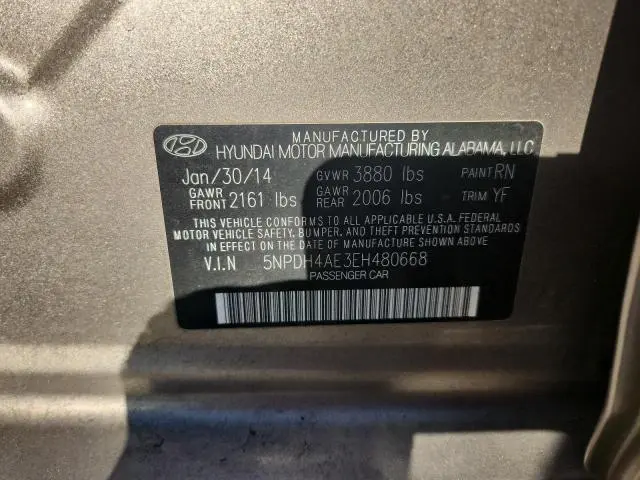 MANUFACTURED BY
HYUNDAI MOTOR MANUFACTURING ALABAMA, LLC
Jan/30/14 GVWR 3880 lbs PAINT RN
GAWR FRONT 2161 lbs GAWR REAR 2006 lbs TRIM YF
THIS VEHICLE CONFORMS TO ALL APPLICABLE U.S.A. FEDERAL
MOTOR VEHICLE SAFETY, BUMPER, AND THEFT PREVENTION STANDARDS
IN EFFECT ON THE DATE OF MANUFACTURE SHOWN ABOVE
V.I.N 5NPDH4AE3EH480668
PASSENGER CAR